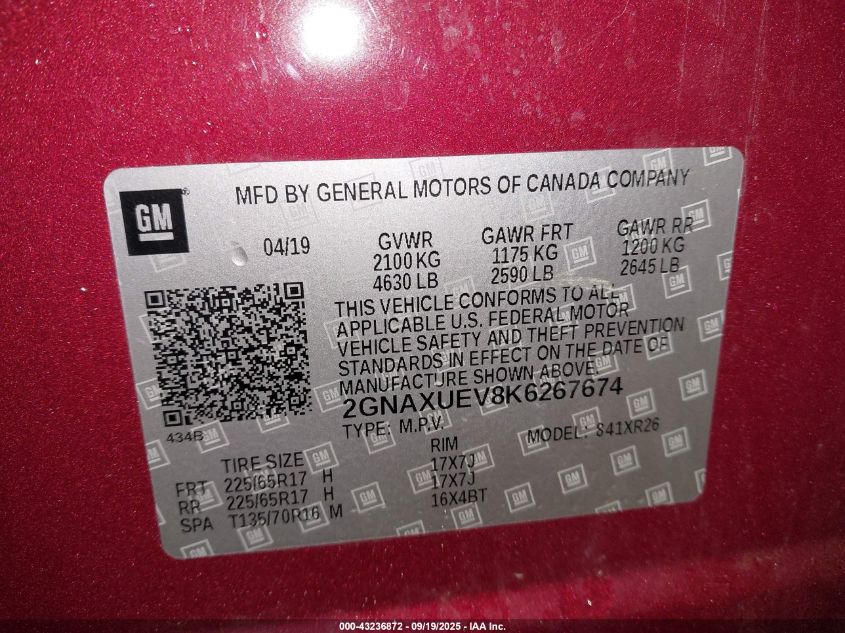 GM
MFD BY GENERAL MOTORS OF CANADA COMPANY
04/19
GVWR GAWR FRT GAWR RR
2100 KG 1175 KG 1200 KG
4630 LB 2590 LB 2645 LB
THIS VEHICLE CONFORMS TO ALL
APPLICABLE U.S. FEDERAL MOTOR
VEHICLE SAFETY AND THEFT PREVENTION
STANDARDS IN EFFECT ON THE DATE OF
MANUFACTURE SHOWN ABOVE.
2GNAXUEV8K6267674
434B
TYPE: M.P.V. MODEL: 841XR26
TIRE SIZE RIM
FRT 225/65R17 H 17X7J
RR 225/65R17 H 17X7J
SPA T135/70R16 M 16X4BT
000-43236872 - 09/19/2025 - IAA Inc.